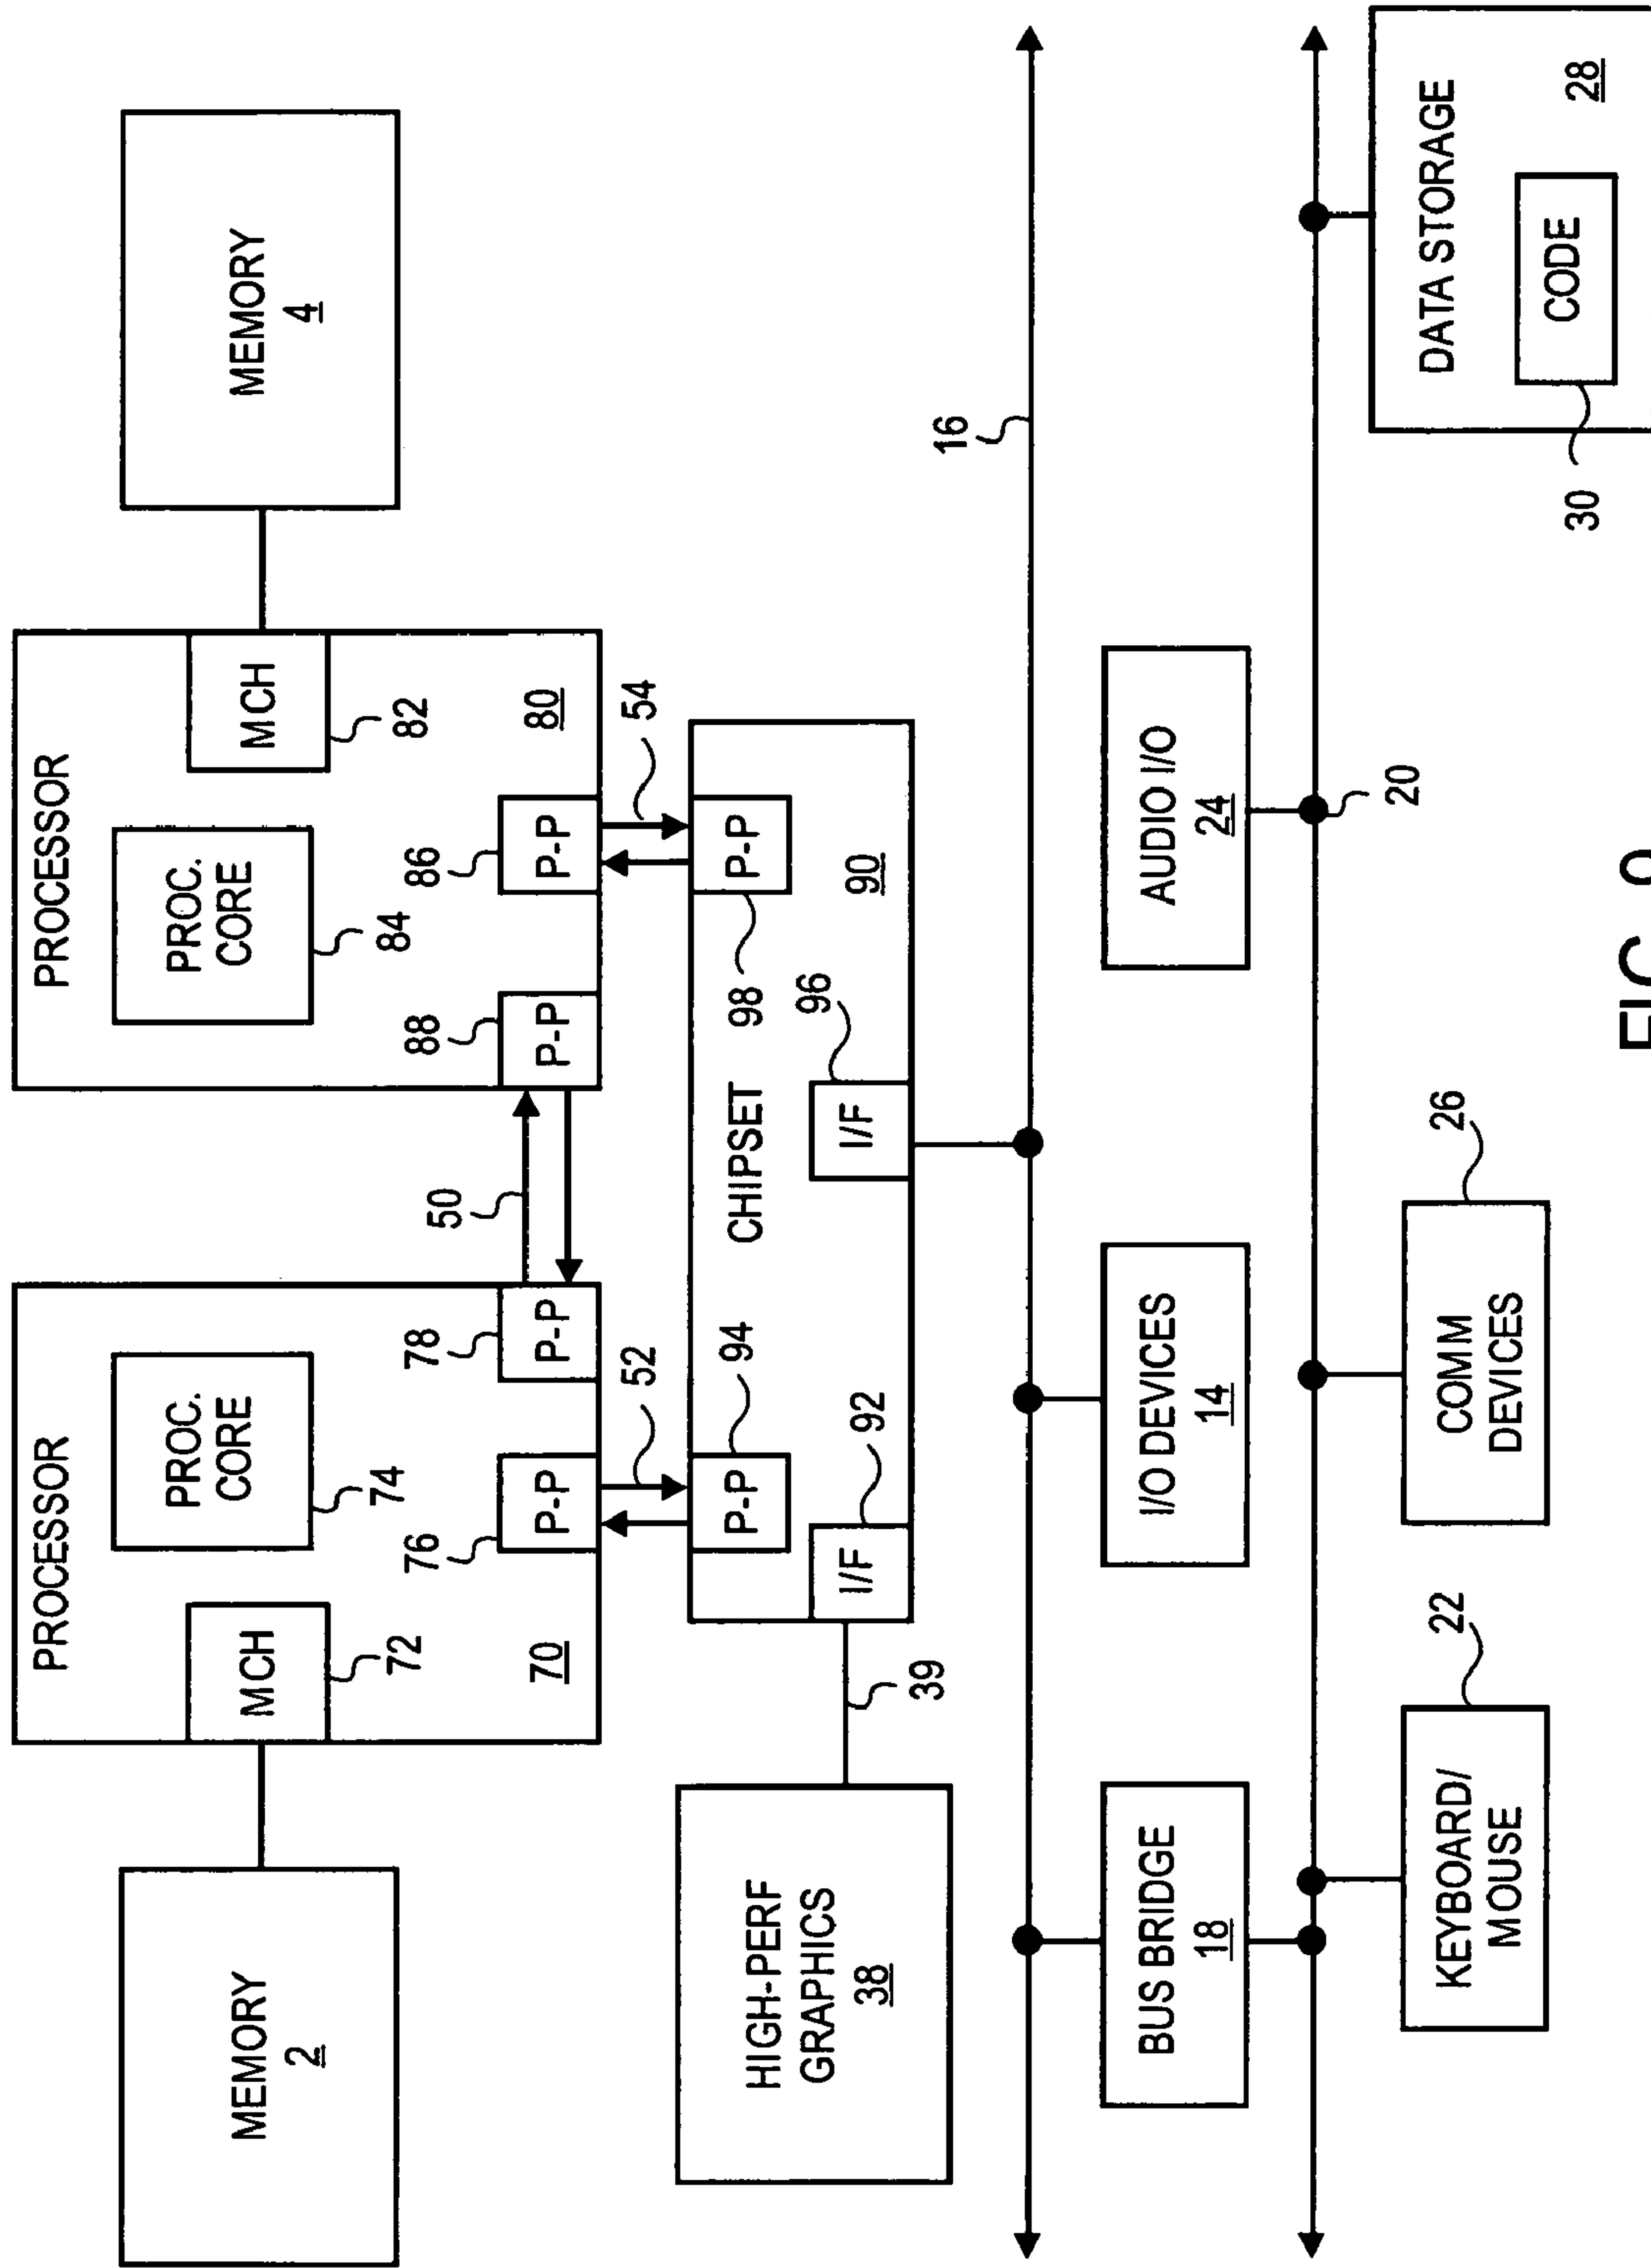 PROCESSOR
PROCESSOR
MEMORY
2
MCH
72
PROC.
CORE
74
70
76
P-P
78
P-P
50
88
P-P
86
P-P
PROC.
CORE
84
MCH
82
80
MEMORY
4
52
54
HIGH-PERF
GRAPHICS
38
39
I/F
92
P-P
94
CHIPSET
98
P-P
I/F
96
90
16
BUS BRIDGE
18
I/O DEVICES
14
AUDIO I/O
24
20
KEYBOARD/
MOUSE
22
COMM
DEVICES
26
DATA STORAGE
28
CODE
30
FIG.